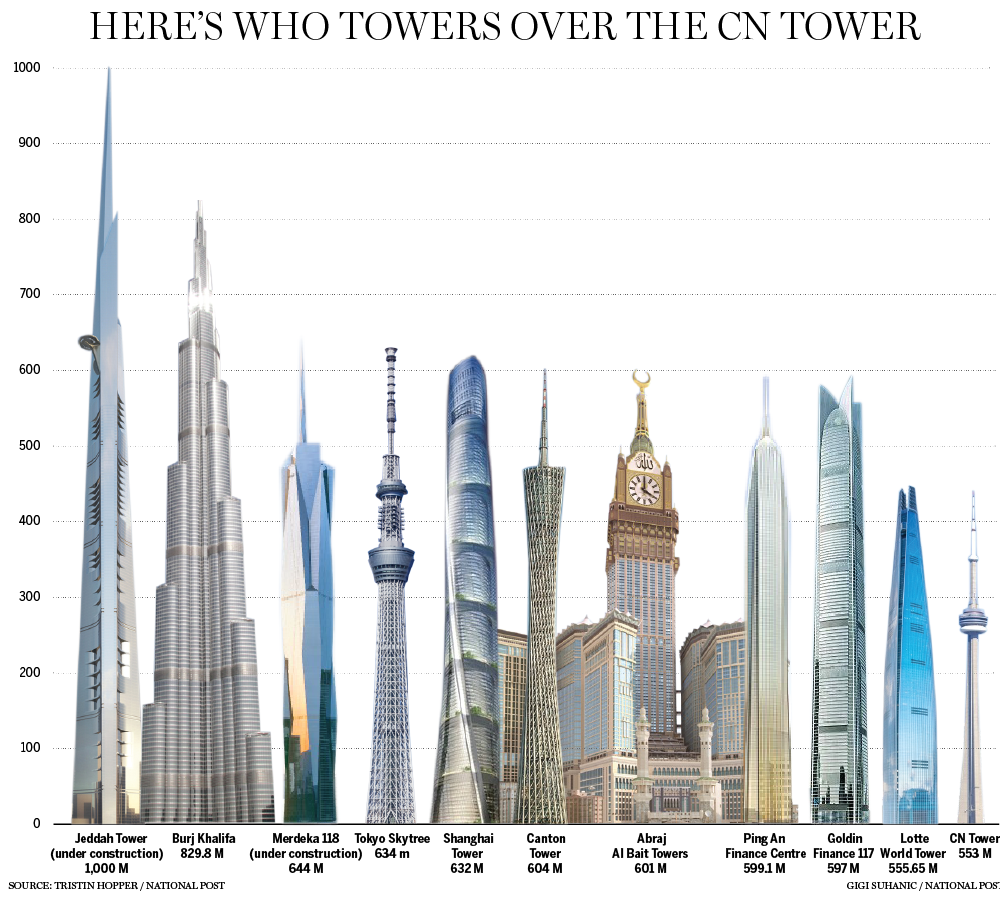 HERE'S WHO TOWERS OVER THE CN TOWER
1000
900
800
700
600
500
400
300
200
100
0
Jeddah Tower
(under construction)
1,000 M
Burj Khalifa
829.8 M
Merdeka 118
(under construction)
644 M
Tokyo Skytree
634 m
Shanghai
Tower
632 M
Canton
Tower
604 M
Abraj
Al Bait Towers
601 M
Ping An
Finance Centre
599.1 M
Goldin
Finance 117
597 M
Lotte
World Tower
555.65 M
CN Tower
553 M
SOURCE: TRISTIN HOPPER / NATIONAL POST
GIGI SUHANIC / NATIONAL POS